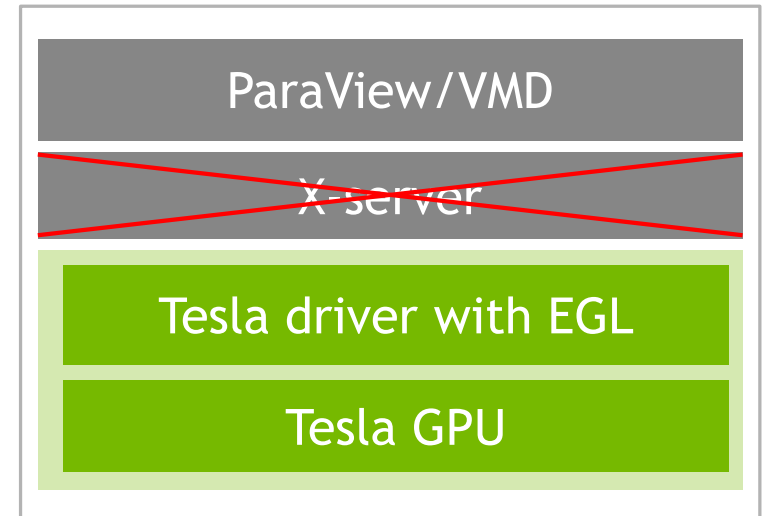 ParaView/VMD
X-server
Tesla driver with EGL
Tesla GPU